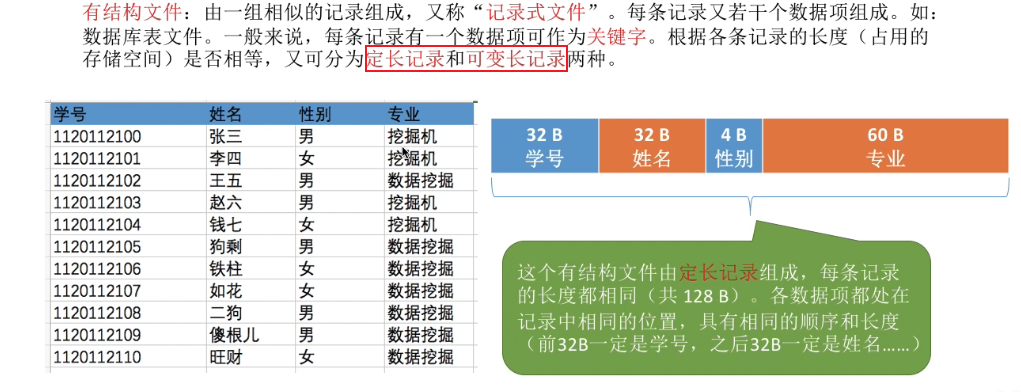 有结构文件：由一组相似的记录组成，又称“记录式文件”。每条记录又若干个数据项组成。如：
数据库表文件。一般来说，每条记录有一个数据项可作为关键字。根据各条记录的长度（占用的
存储空间）是否相等，又可分为定长记录和可变长记录两种。
学号 姓名 性别 专业
1120112100 张三 男 挖掘机
1120112101 李四 女 挖掘机
1120112102 王五 男 数据挖掘
1120112103 赵六 男 挖掘机
1120112104 钱七 女 挖掘机
1120112105 狗剩 男 数据挖掘
1120112106 铁柱 女 数据挖掘
1120112107 如花 女 数据挖掘
1120112108 二狗 男 数据挖掘
1120112109 傻根儿 男 数据挖掘
1120112110 旺财 女 数据挖掘
32 B 32 B 4 B 60 B
学号 姓名 性别 专业
这个有结构文件由定长记录组成，每条记录
的长度都相同（共 128 B）。各数据项都处在
记录中相同的位置，具有相同的顺序和长度
（前32B一定是学号，之后32B一定是姓名……）